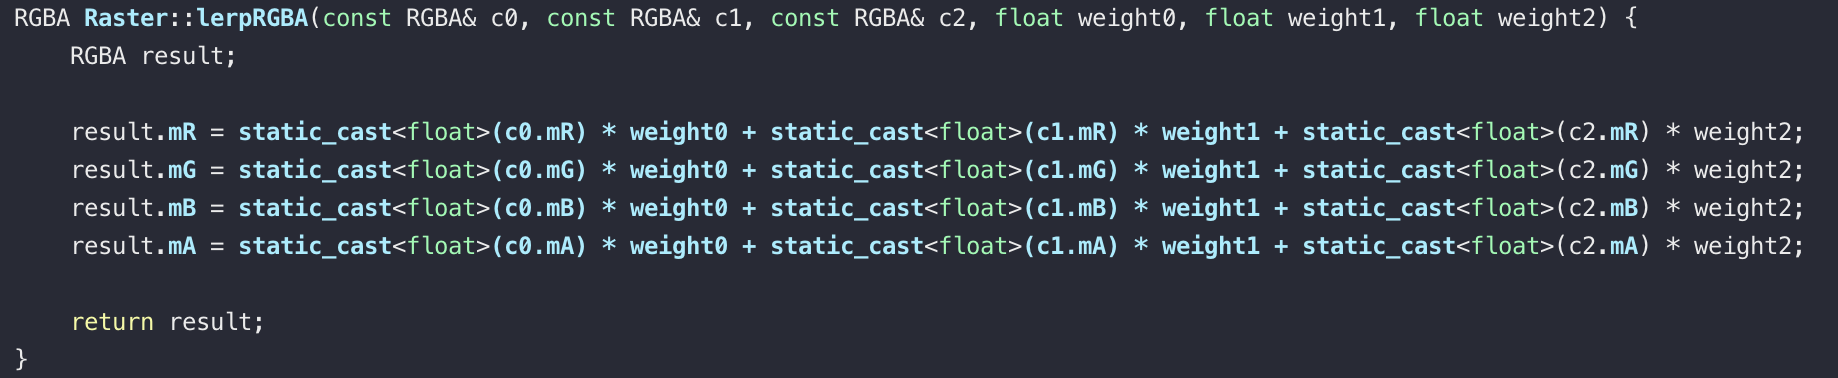 RGBA Raster::lerpRGBA(const RGBA& c0, const RGBA& c1, const RGBA& c2, float weight0, float weight1, float weight2) {
    RGBA result;

    result.mR = static_cast<float>(c0.mR) * weight0 + static_cast<float>(c1.mR) * weight1 + static_cast<float>(c2.mR) * weight2;
    result.mG = static_cast<float>(c0.mG) * weight0 + static_cast<float>(c1.mG) * weight1 + static_cast<float>(c2.mG) * weight2;
    result.mB = static_cast<float>(c0.mB) * weight0 + static_cast<float>(c1.mB) * weight1 + static_cast<float>(c2.mB) * weight2;
    result.mA = static_cast<float>(c0.mA) * weight0 + static_cast<float>(c1.mA) * weight1 + static_cast<float>(c2.mA) * weight2;

    return result;
}